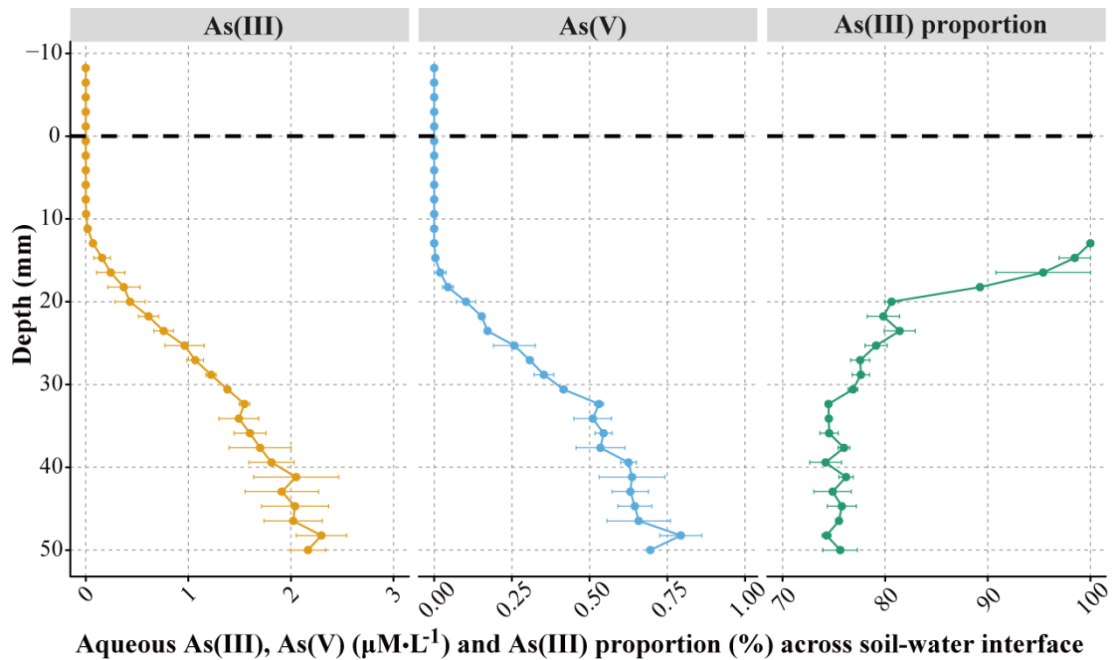 As(III) As(V) As(III) proportion
−10
0
10
20
30
40
50
Depth (mm)
0 1 2 3 0.00 0.25 0.50 0.75 1.00 70 80 90 100
Aqueous As(III), As(V) (μM·L⁻¹) and As(III) proportion (%) across soil-water interface